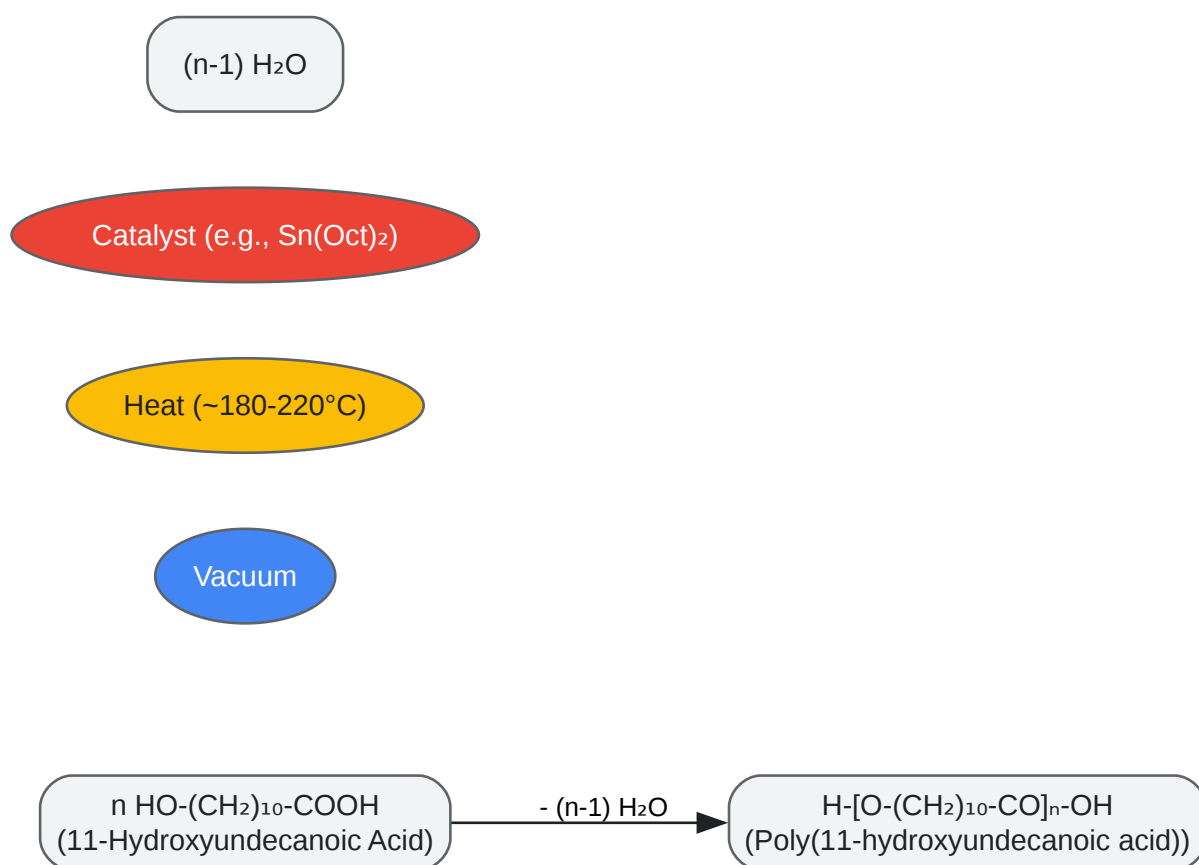 (n-1) H₂O
Catalyst (e.g., Sn(Oct)₂)
Heat (~180-220°C)
Vacuum
n HO-(CH₂)₁₀-COOH
(11-Hydroxyundecanoic Acid)
- (n-1) H₂O
H-[O-(CH₂)₁₀-CO]ₙ-OH
(Poly(11-hydroxyundecanoic acid))